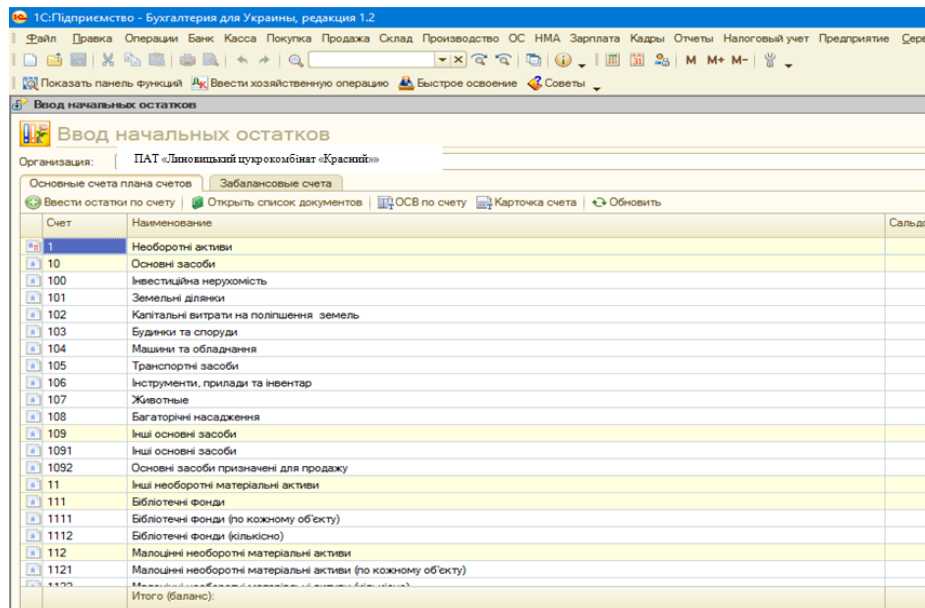 1С:Підприємство - Бухгалтерия для Украины, редакция 1.2
Файл Правка Операции Банк Касса Покупка Продажа Склад Производство ОС НМА Зарплата Кадры Отчеты Налоговый учет Предприятие Серв
M M+ M-
Показать панель функций Ввести хозяйственную операцию Быстрое освоение Советы
Ввод начальных остатков
Ввод начальных остатков
Организация: ПАТ «Линовицький цукрокомбінат «Красний»»
Основные счета плана счетов Забалансовые счета
Ввести остатки по счету Открыть список документов ОСВ по счету Карточка счета Обновить
Счет Наименование Сальдо
1 Необоротні активи
10 Основні засоби
100 Інвестиційна нерухомість
101 Земельні ділянки
102 Капітальні витрати на поліпшення земель
103 Будинки та споруди
104 Машини та обладнання
105 Транспортні засоби
106 Інструменти, прилади та інвентар
107 Животные
108 Багаторічні насадження
109 Інші основні засоби
1091 Інші основні засоби
1092 Основні засоби призначені для продажу
11 Інші необоротні матеріальні активи
111 Бібліотечні фонди
1111 Бібліотечні фонди (по кожному об'єкту)
1112 Бібліотечні фонди (кількісно)
112 Малоцінні необоротні матеріальні активи
1121 Малоцінні необоротні матеріальні активи (по кожному об'єкту)
Итого (баланс):